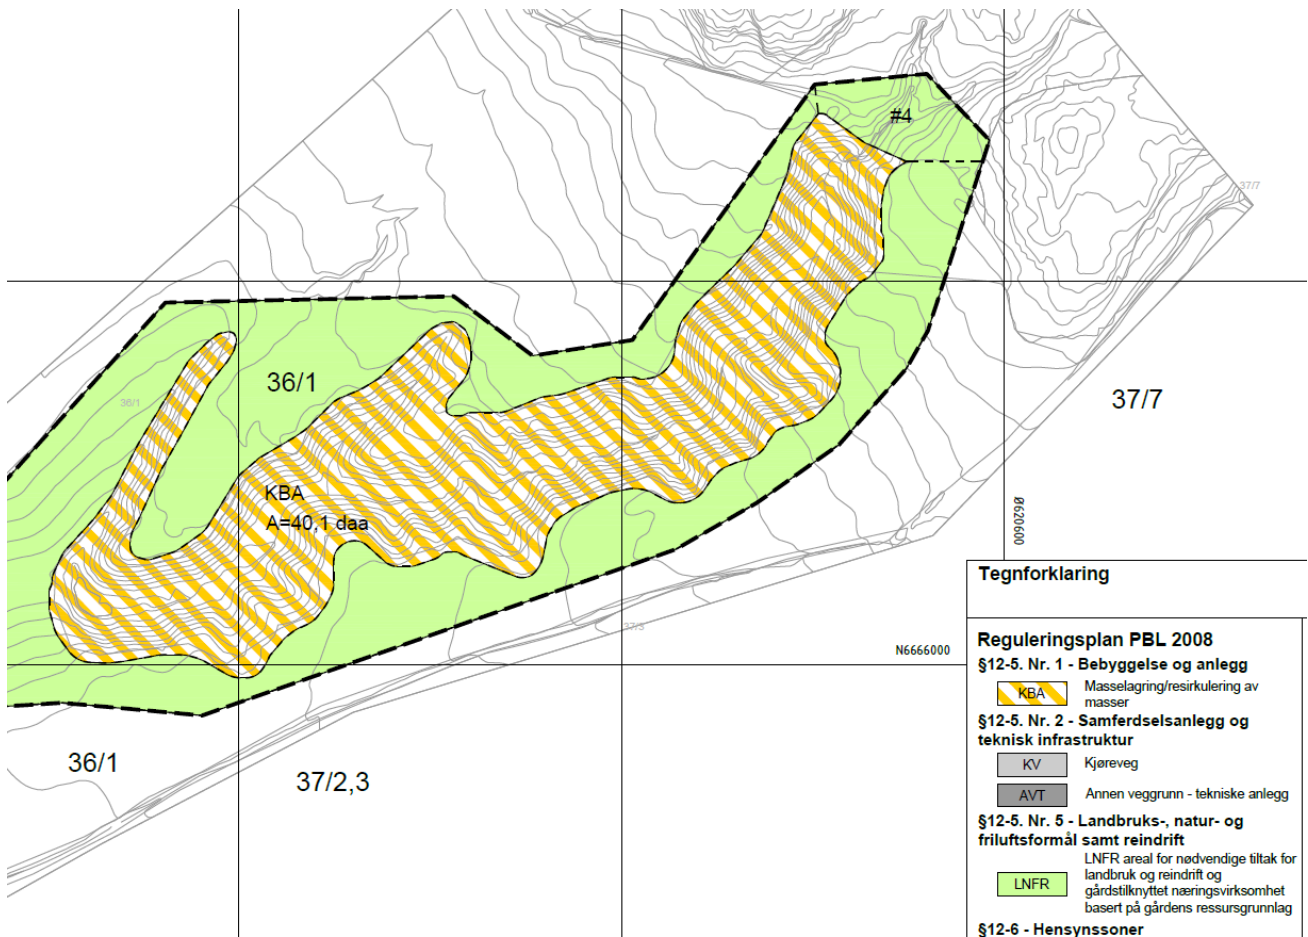 #4
37/7
36/1
36/1
37/7
KBA
A=40,1 daa
Ø620600
37/3
N6666000
36/1
37/2,3
Tegnforklaring
Reguleringsplan PBL 2008
§12-5. Nr. 1 - Bebyggelse og anlegg
KBA
Masselagring/resirkulering av
masser
§12-5. Nr. 2 - Samferdselsanlegg og
teknisk infrastruktur
KV
Kjøreveg
AVT
Annen veggrunn - tekniske anlegg
§12-5. Nr. 5 - Landbruks-, natur- og
friluftsformål samt reindrift
LNFR
LNFR areal for nødvendige tiltak for
landbruk og reindrift og
gårdstilknyttet næringsvirksomhet
basert på gårdens ressursgrunnlag
§12-6 - Hensynssoner